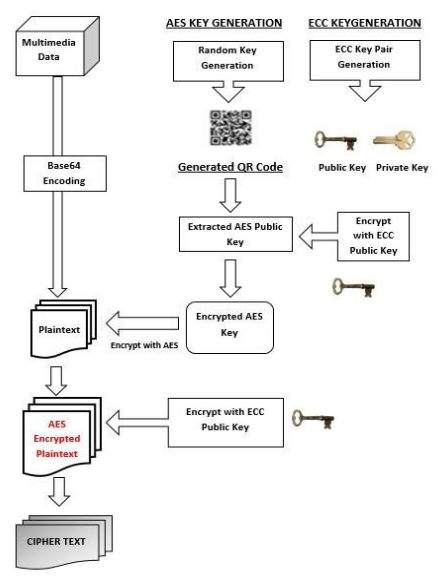 AES KEY GENERATION
ECC KEYGENERATION
Multimedia
Data
Random Key
Generation
ECC Key Pair
Generation
Base64
Encoding
Generated QR Code
Public Key
Private Key
Extracted AES Public
Key
Encrypt
with ECC
Public Key
Plaintext
Encrypt with AES
Encrypted AES
Key
AES
Encrypted
Plaintext
Encrypt with ECC
Public Key
CIPHER TEXT